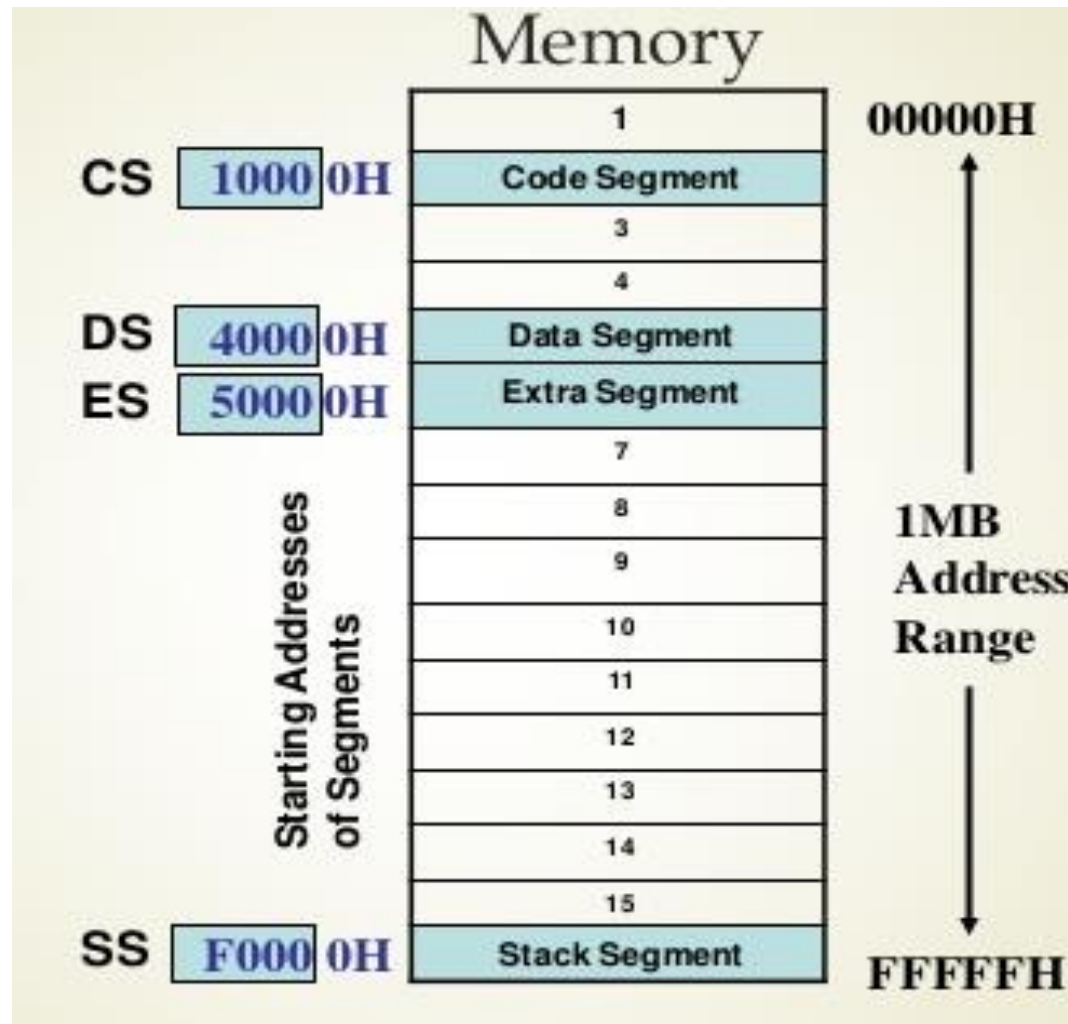 Memory
1
00000H
CS 1000 0H Code Segment
3
4
DS 4000 0H Data Segment
ES 5000 0H Extra Segment
7
8
9
10
11
12
13
14
15
Starting Addresses
of Segments
1MB
Address
Range
SS F000 0H Stack Segment
FFFFFH